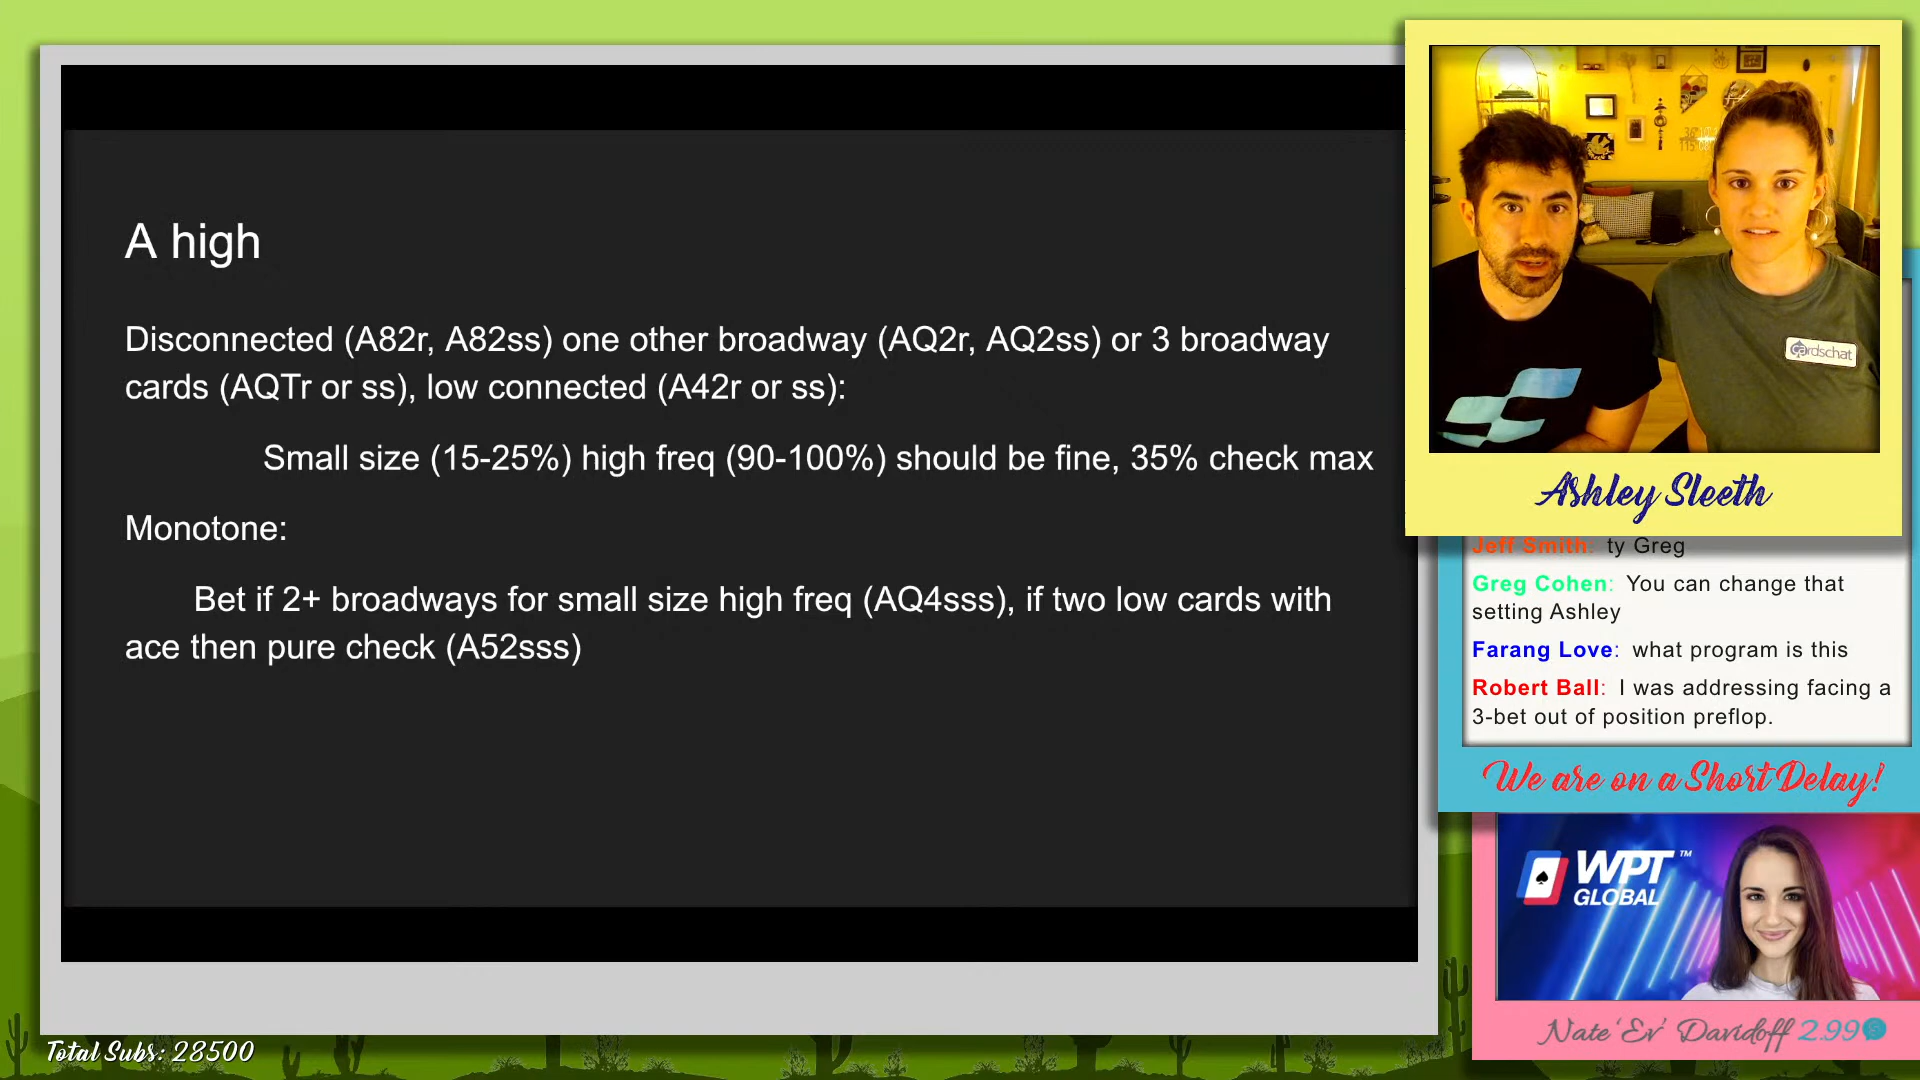 A high
Disconnected (A82r, A82ss) one other broadway (AQ2r, AQ2ss) or 3 broadway
cards (AQTr or ss), low connected (A42r or ss):
Small size (15-25%) high freq (90-100%) should be fine, 35% check max
Monotone:
Bet if 2+ broadways for small size high freq (AQ4sss), if two low cards with
ace then pure check (A52sss)
cardschat
Ashley Sleeth
Jeff Smith: ty Greg
Greg Cohen: You can change that
setting Ashley
Farang Love: what program is this
Robert Ball: I was addressing facing a
3-bet out of position preflop.
We are on a Short Delay!
WPT™
GLOBAL
Nate 'Ev' Davidoff 2.99
Total Subs: 28500